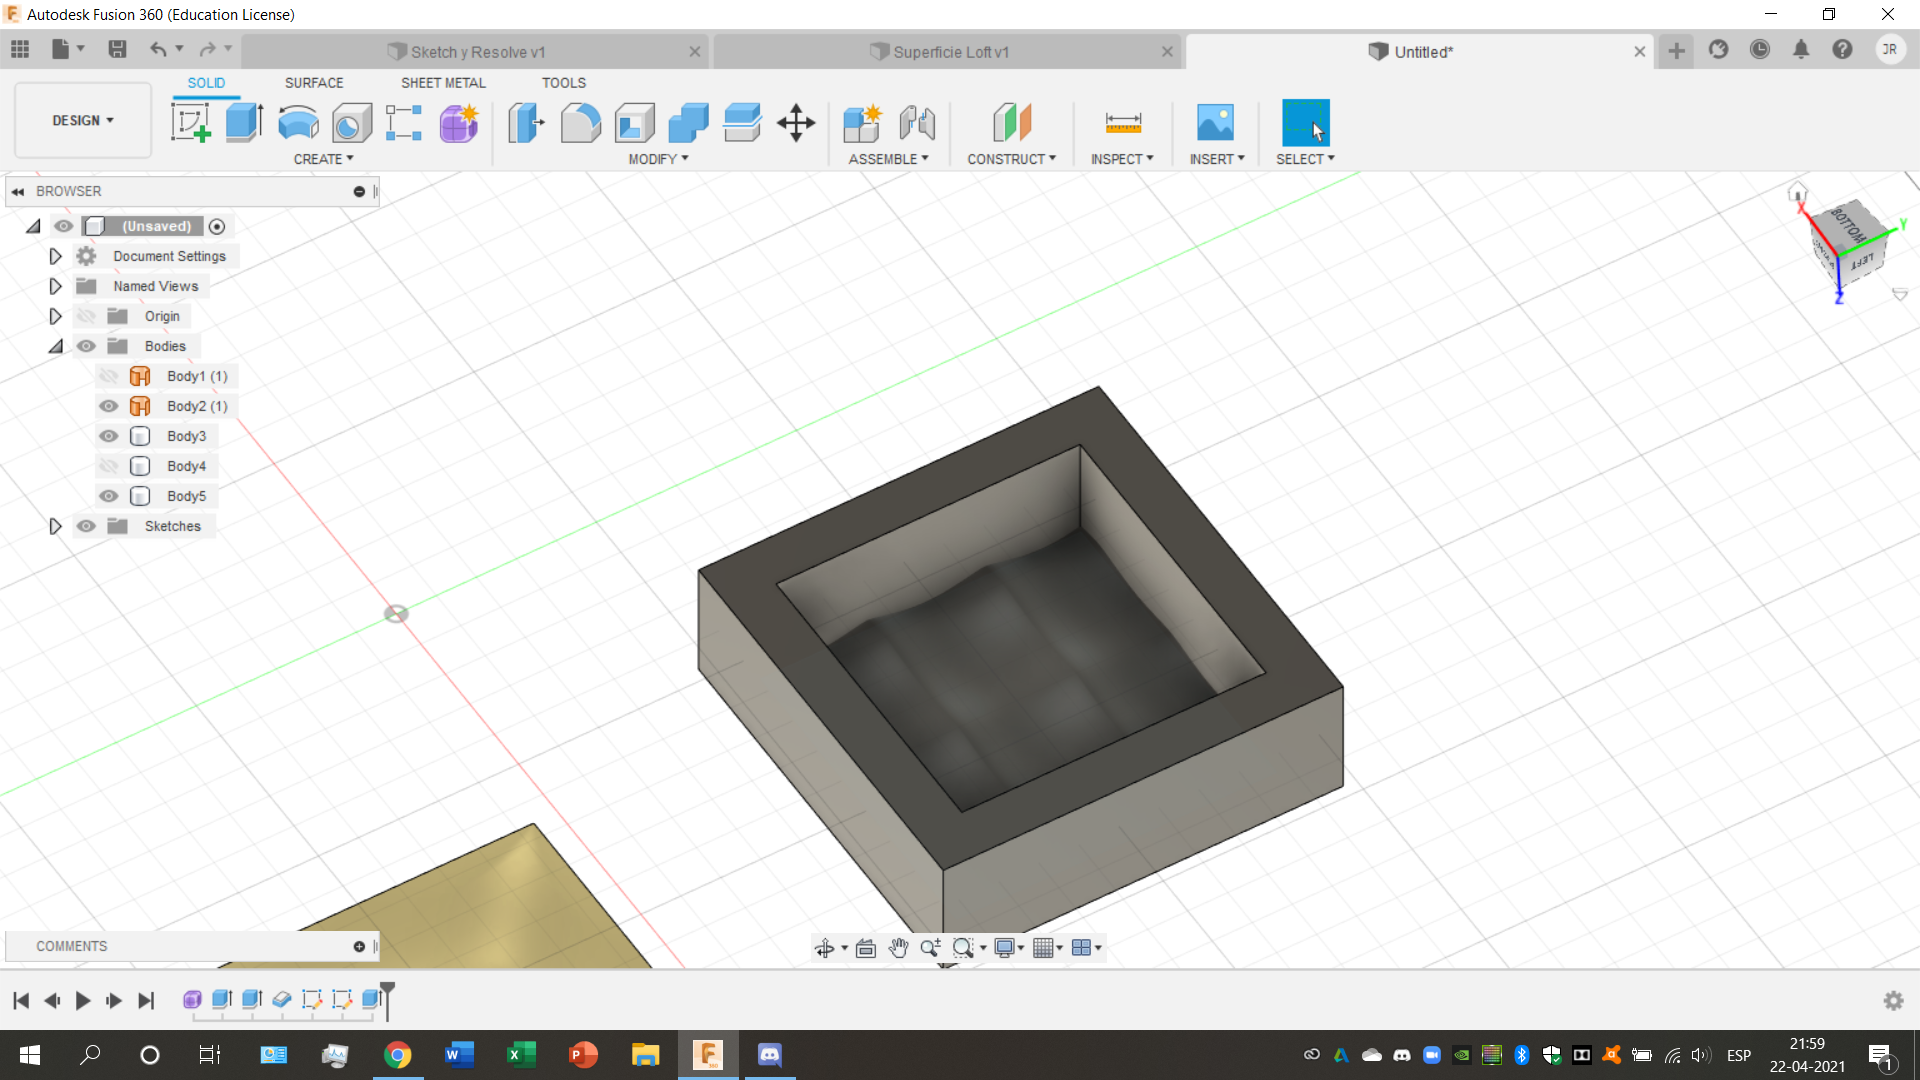 Autodesk Fusion 360 (Education License)
Sketch y Resolve v1
Superficie Loft v1
Untitled*
JR
SOLID
SURFACE
SHEET METAL
TOOLS
DESIGN
CREATE
MODIFY
ASSEMBLE
CONSTRUCT
INSPECT
INSERT
SELECT
BROWSER
(Unsaved)
Document Settings
Named Views
Origin
Bodies
Body1 (1)
Body2 (1)
Body3
Body4
Body5
Sketches
BOTTOM
LEFT
X
Y
Z
COMMENTS
ESP
21:59
22-04-2021
1